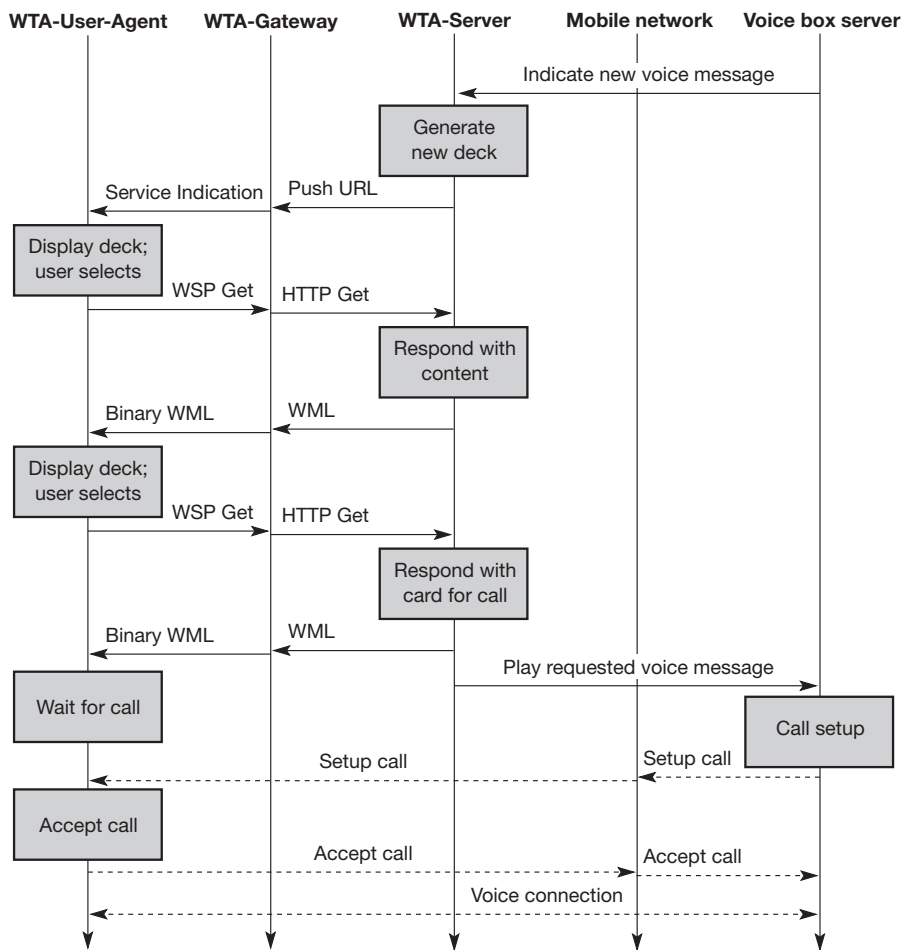 WTA-User-Agent WTA-Gateway WTA-Server Mobile network Voice box server
Indicate new voice message
Generate
new deck
Service Indication Push URL
Display deck;
user selects
WSP Get HTTP Get
Respond with
content
Binary WML WML
Display deck;
user selects
WSP Get HTTP Get
Respond with
card for call
Binary WML WML
Play requested voice message
Wait for call
Call setup
Setup call Setup call
Accept call
Accept call Accept call
Voice connection